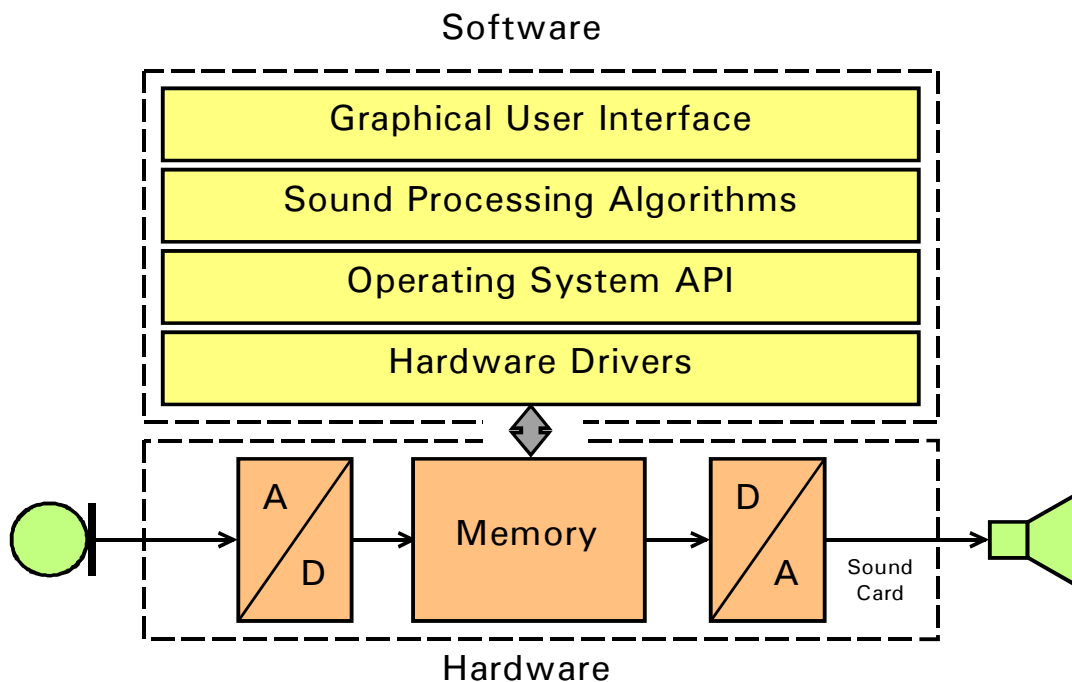 Software
Graphical User Interface
Sound Processing Algorithms
Operating System API
Hardware Drivers
A
D
Memory
D
A
Sound
Card
Hardware